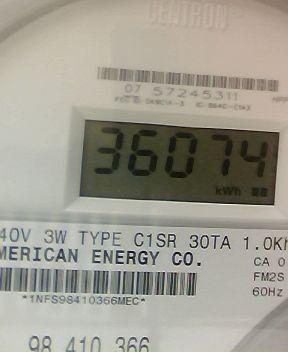 CENTRON®
07 57245311
36074
kWh
40V 3W TYPE C1SR 30TA 1.0Kh
MERICAN ENERGY CO.
CA 0
FM2S
60Hz
*1NFS98410366MEC*
98 410 366